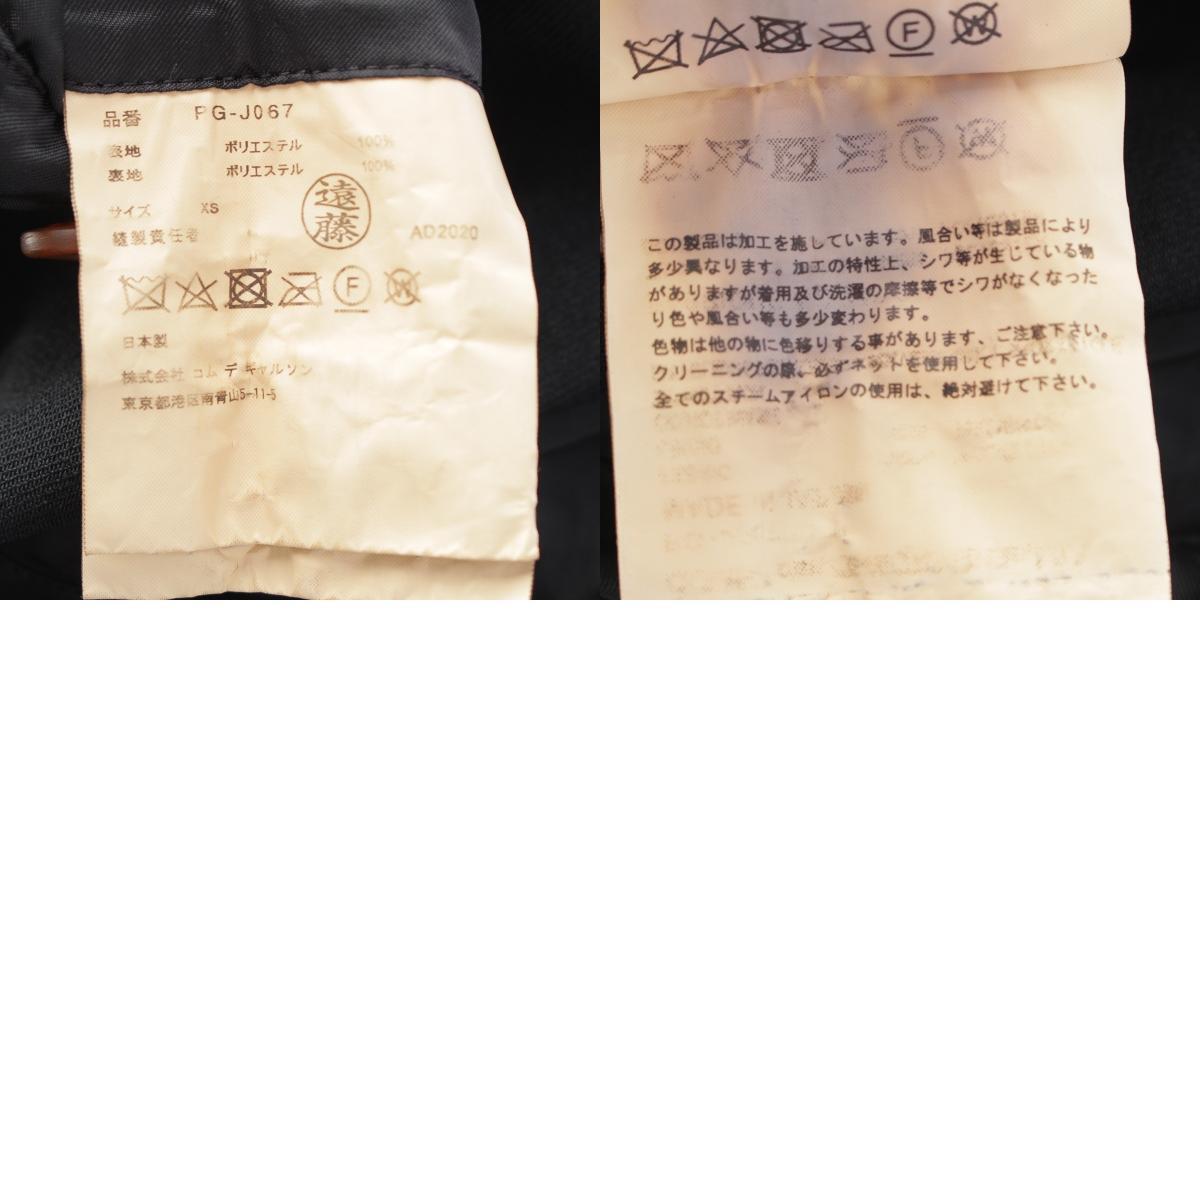 品番 PG-J067
表地 ポリエステル 100%
裏地 ポリエステル 100%
サイズ XS
縫製責任者 遠藤 AD2020
F W
日本製
株式会社 コム デ ギャルソン
東京都港区南青山5-11-5
F W
この製品は加工を施しています。風合い等は製品により
多少異なります。加工の特性上、シワ等が生じている物
がありますが着用及び洗濯の摩擦等でシワがなくなった
り色や風合い等も多少変わります。
色物は他の物に色移りする事があります、ご注意下さい。
クリーニングの際、必ずネットを使用して下さい。
全てのスチームアイロンの使用は、絶対避けて下さい。